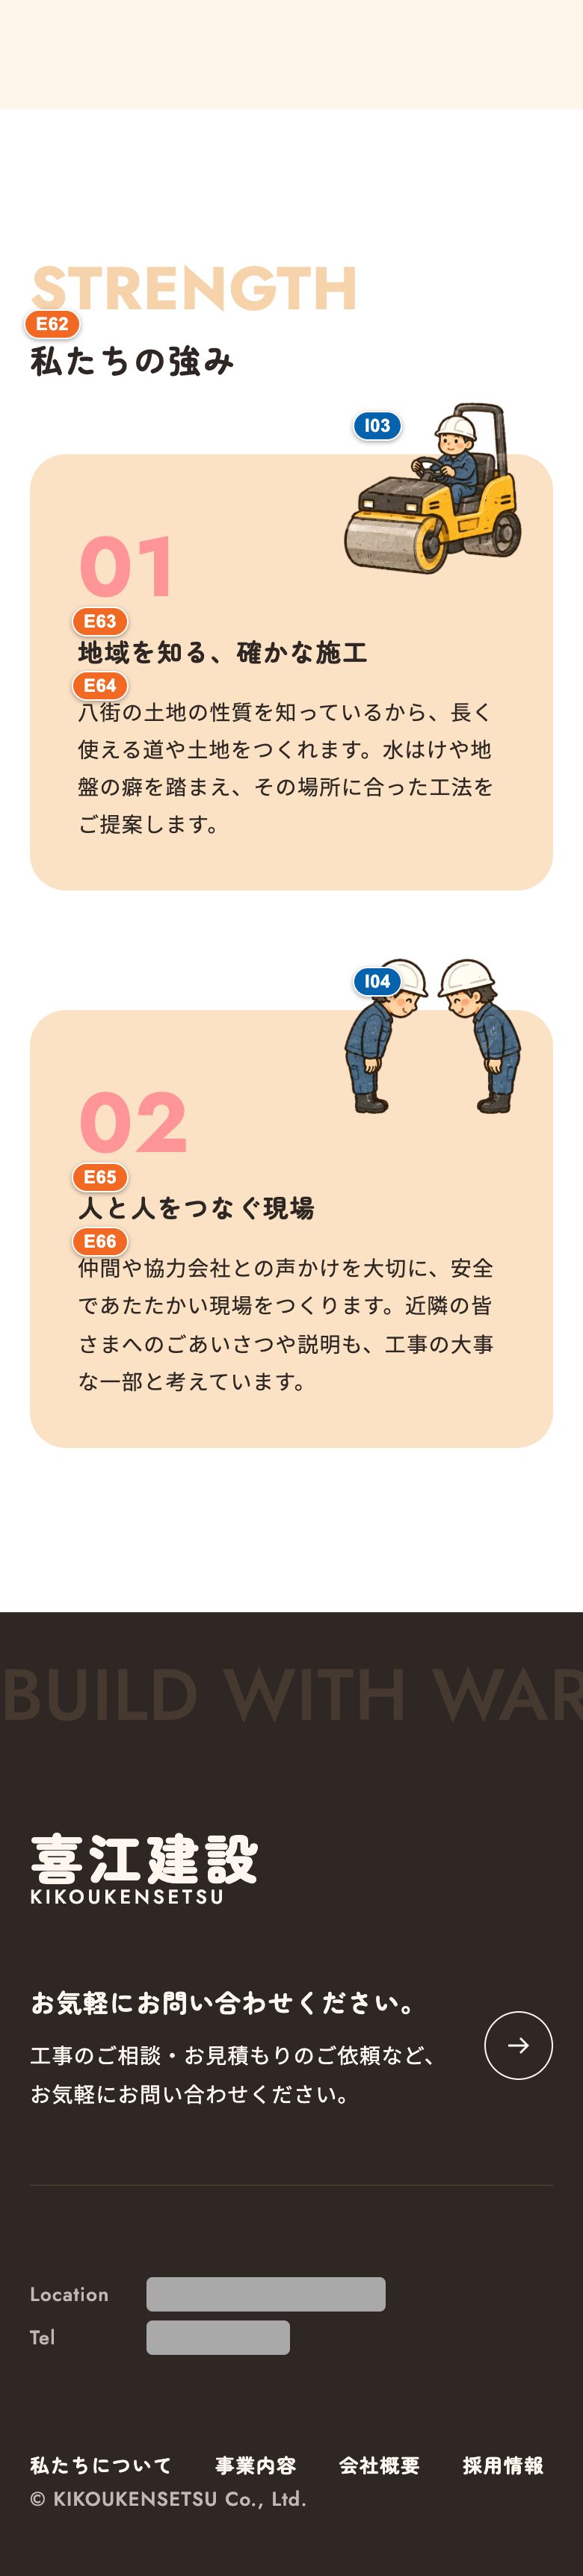 STRENGTH
E62
私たちの強み
I03
01
E63
地域を知る、確かな施工
E64
八街の土地の性質を知っているから、長く
使える道や土地をつくれます。水はけや地
盤の癖を踏まえ、その場所に合った工法を
ご提案します。
I04
02
E65
人と人をつなぐ現場
E66
仲間や協力会社との声かけを大切に、安全
であたたかい現場をつくります。近隣の皆
さまへのごあいさつや説明も、工事の大事
な一部と考えています。
BUILD WITH WAR
喜江建設
KIKOUKENSETSU
お気軽にお問い合わせください。
工事のご相談・お見積もりのご依頼など、
お気軽にお問い合わせください。
Location
Tel
私たちについて 事業内容 会社概要 採用情報
© KIKOUKENSETSU Co., Ltd.